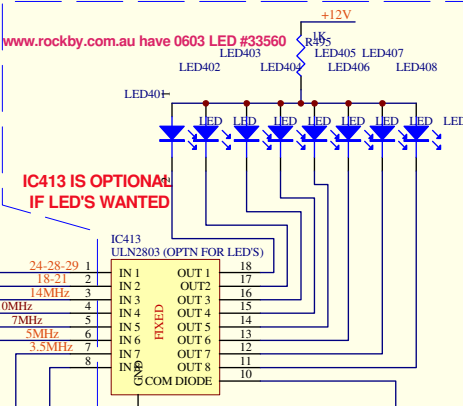 +12V
www.rockby.com.au have 0603 LED #33560
1K
R495
LED403 LED405 LED407
LED402 LED404 LED406 LED408
LED401
LED LED LED LED LED LED LED LED
IC413 IS OPTIONAL
IF LED'S WANTED
2
IC413
ULN2803 (OPTN FOR LED'S)
24-28-29 1 IN 1 OUT 1 18
18-21 2 IN 2 OUT2 17
14MHz 3 IN 3 OUT 3 16
0MHz 4 IN 4 OUT 4 15
7MHz 5 IN 5 OUT 5 14
5MHz 6 IN 6 OUT 6 13
3.5MHz 7 IN 7 OUT 7 12
8 IN 8 OUT 8 11
GND COM DIODE 10
FIXED